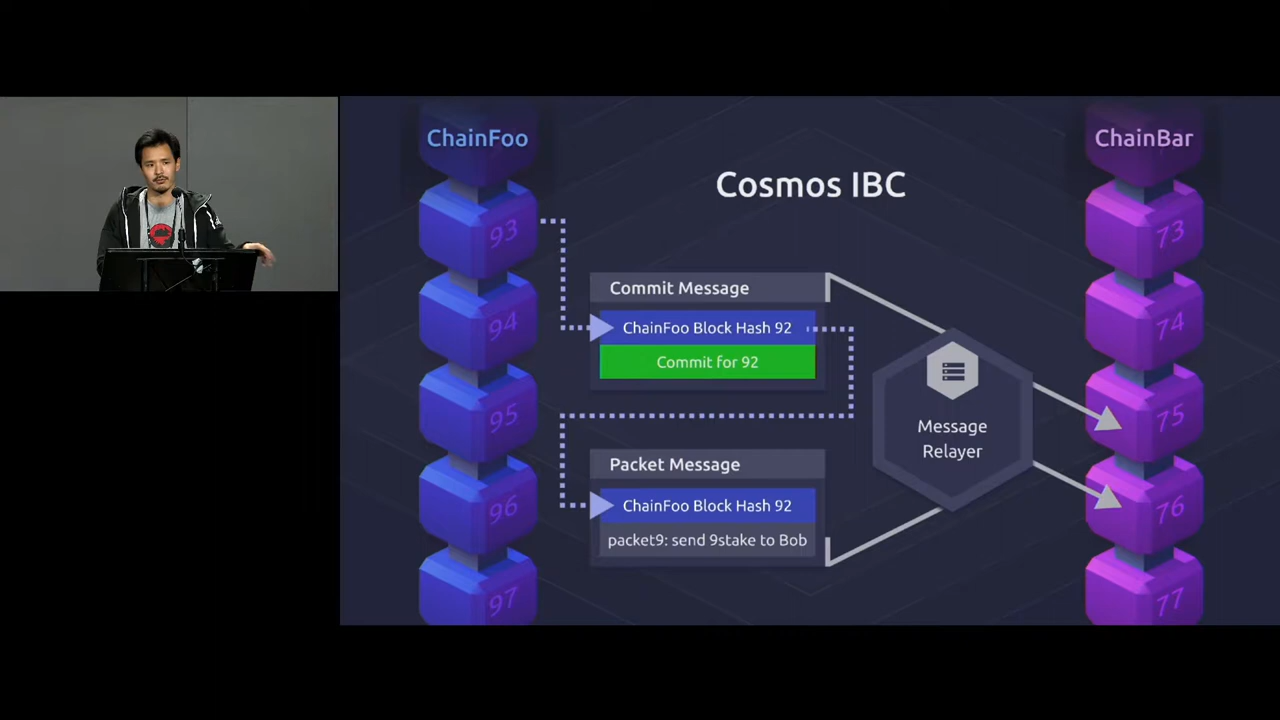 ChainFoo
ChainBar
Cosmos IBC
93
94
95
96
97
Commit Message
ChainFoo Block Hash 92
Commit for 92
Packet Message
ChainFoo Block Hash 92
packet9: send 9stake to Bob
Message
Relayer
73
74
75
76
77